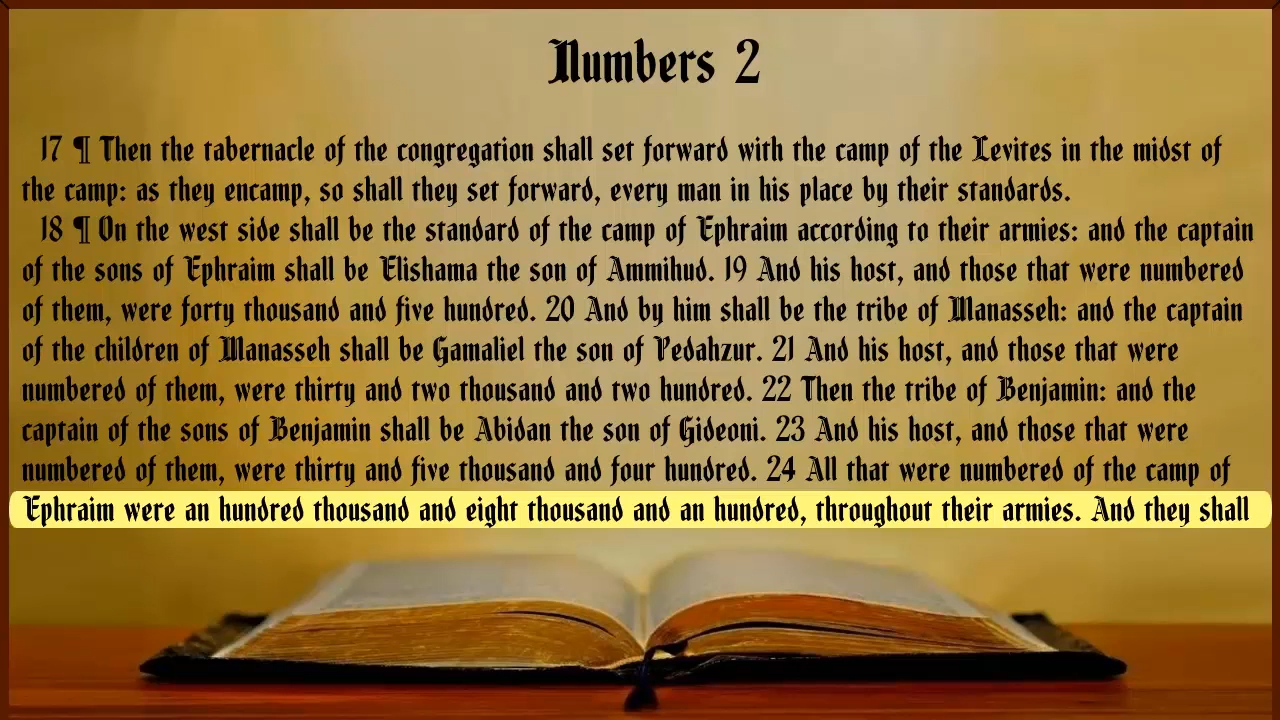 Numbers 2
17 ¶ Then the tabernacle of the congregation shall set forward with the camp of the Levites in the midst of
the camp: as they encamp, so shall they set forward, every man in his place by their standards.
18 ¶ On the west side shall be the standard of the camp of Ephraim according to their armies: and the captain
of the sons of Ephraim shall be Elishama the son of Ammihud. 19 And his host, and those that were numbered
of them, were forty thousand and five hundred. 20 And by him shall be the tribe of Manasseh: and the captain
of the children of Manasseh shall be Gamaliel the son of Pedahzur. 21 And his host, and those that were
numbered of them, were thirty and two thousand and two hundred. 22 Then the tribe of Benjamin: and the
captain of the sons of Benjamin shall be Abidan the son of Gideoni. 23 And his host, and those that were
numbered of them, were thirty and five thousand and four hundred. 24 All that were numbered of the camp of
Ephraim were an hundred thousand and eight thousand and an hundred, throughout their armies. And they shall